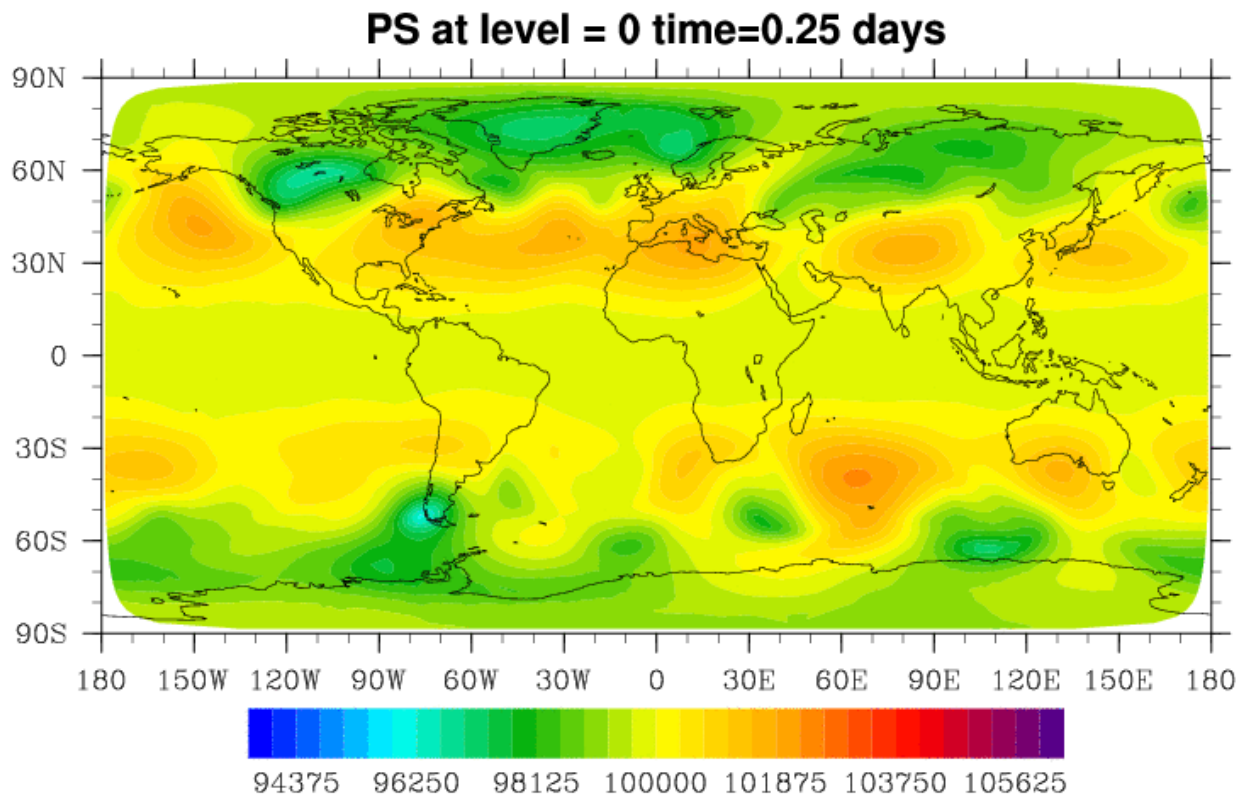 PS at level = 0 time=0.25 days
90N
60N
30N
0
30S
60S
90S
180 150W 120W 90W 60W 30W 0 30E 60E 90E 120E 150E 180
94375 96250 98125 100000 101875 103750 105625